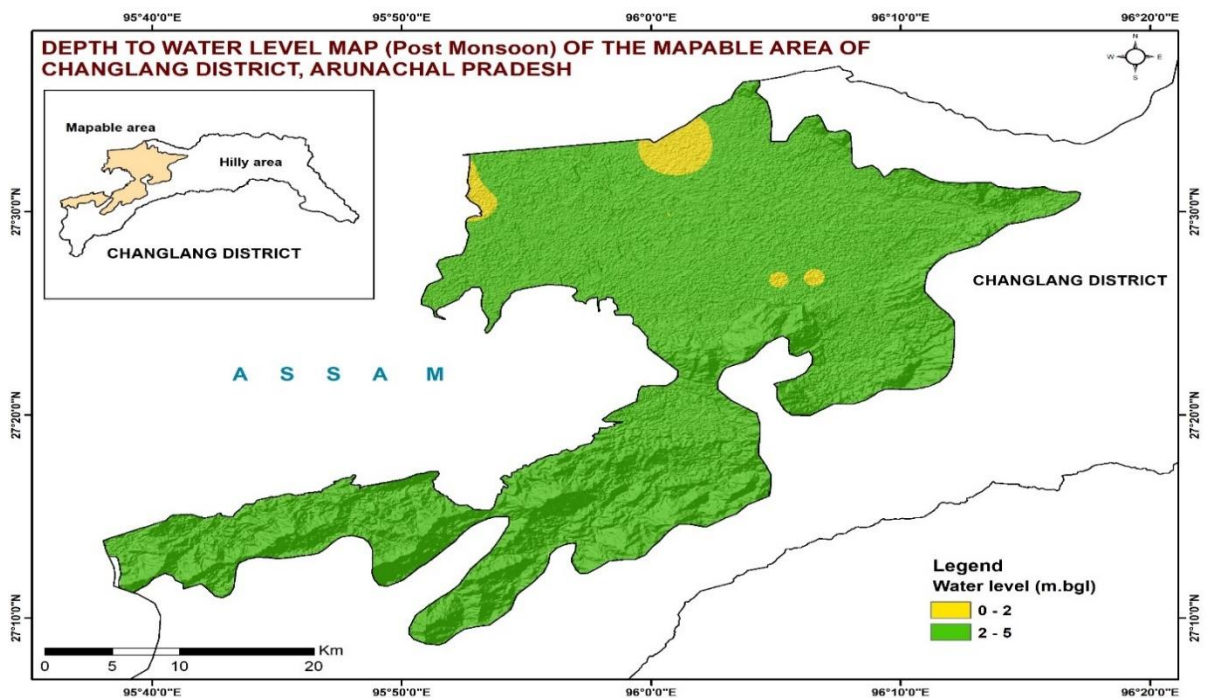 95°40'0"E
95°50'0"E
96°0'0"E
96°10'0"E
96°20'0"E
DEPTH TO WATER LEVEL MAP (Post Monsoon) OF THE MAPABLE AREA OF
CHANGLANG DISTRICT, ARUNACHAL PRADESH
N
W
E
S
Mapable area
Hilly area
CHANGLANG DISTRICT
27°30'0"N
27°30'0"N
CHANGLANG DISTRICT
A S S A M
27°20'0"N
27°20'0"N
Legend
Water level (m.bgl)
0 - 2
2 - 5
27°10'0"N
27°10'0"N
Km
0 5 10 20
95°40'0"E
95°50'0"E
96°0'0"E
96°10'0"E
96°20'0"E